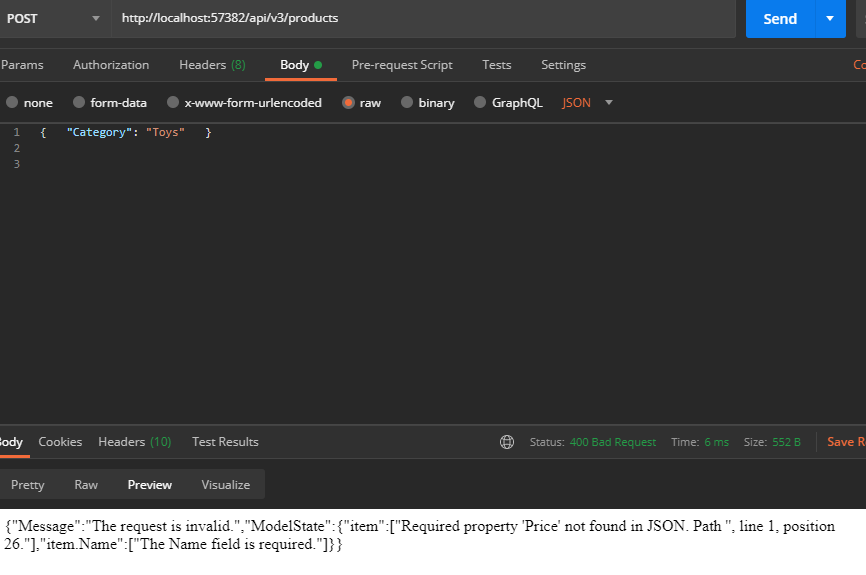 POST http://localhost:57382/api/v3/products Send
Params Authorization Headers (8) Body Pre-request Script Tests Settings Co
none form-data x-www-form-urlencoded raw binary GraphQL JSON
1 { "Category": "Toys" }
2
3
Body Cookies Headers (10) Test Results Status: 400 Bad Request Time: 6 ms Size: 552 B Save R
Pretty Raw Preview Visualize
{"Message":"The request is invalid.","ModelState":{"item":["Required property 'Price' not found in JSON. Path '', line 1, position
26."],"item.Name":["The Name field is required."]}}